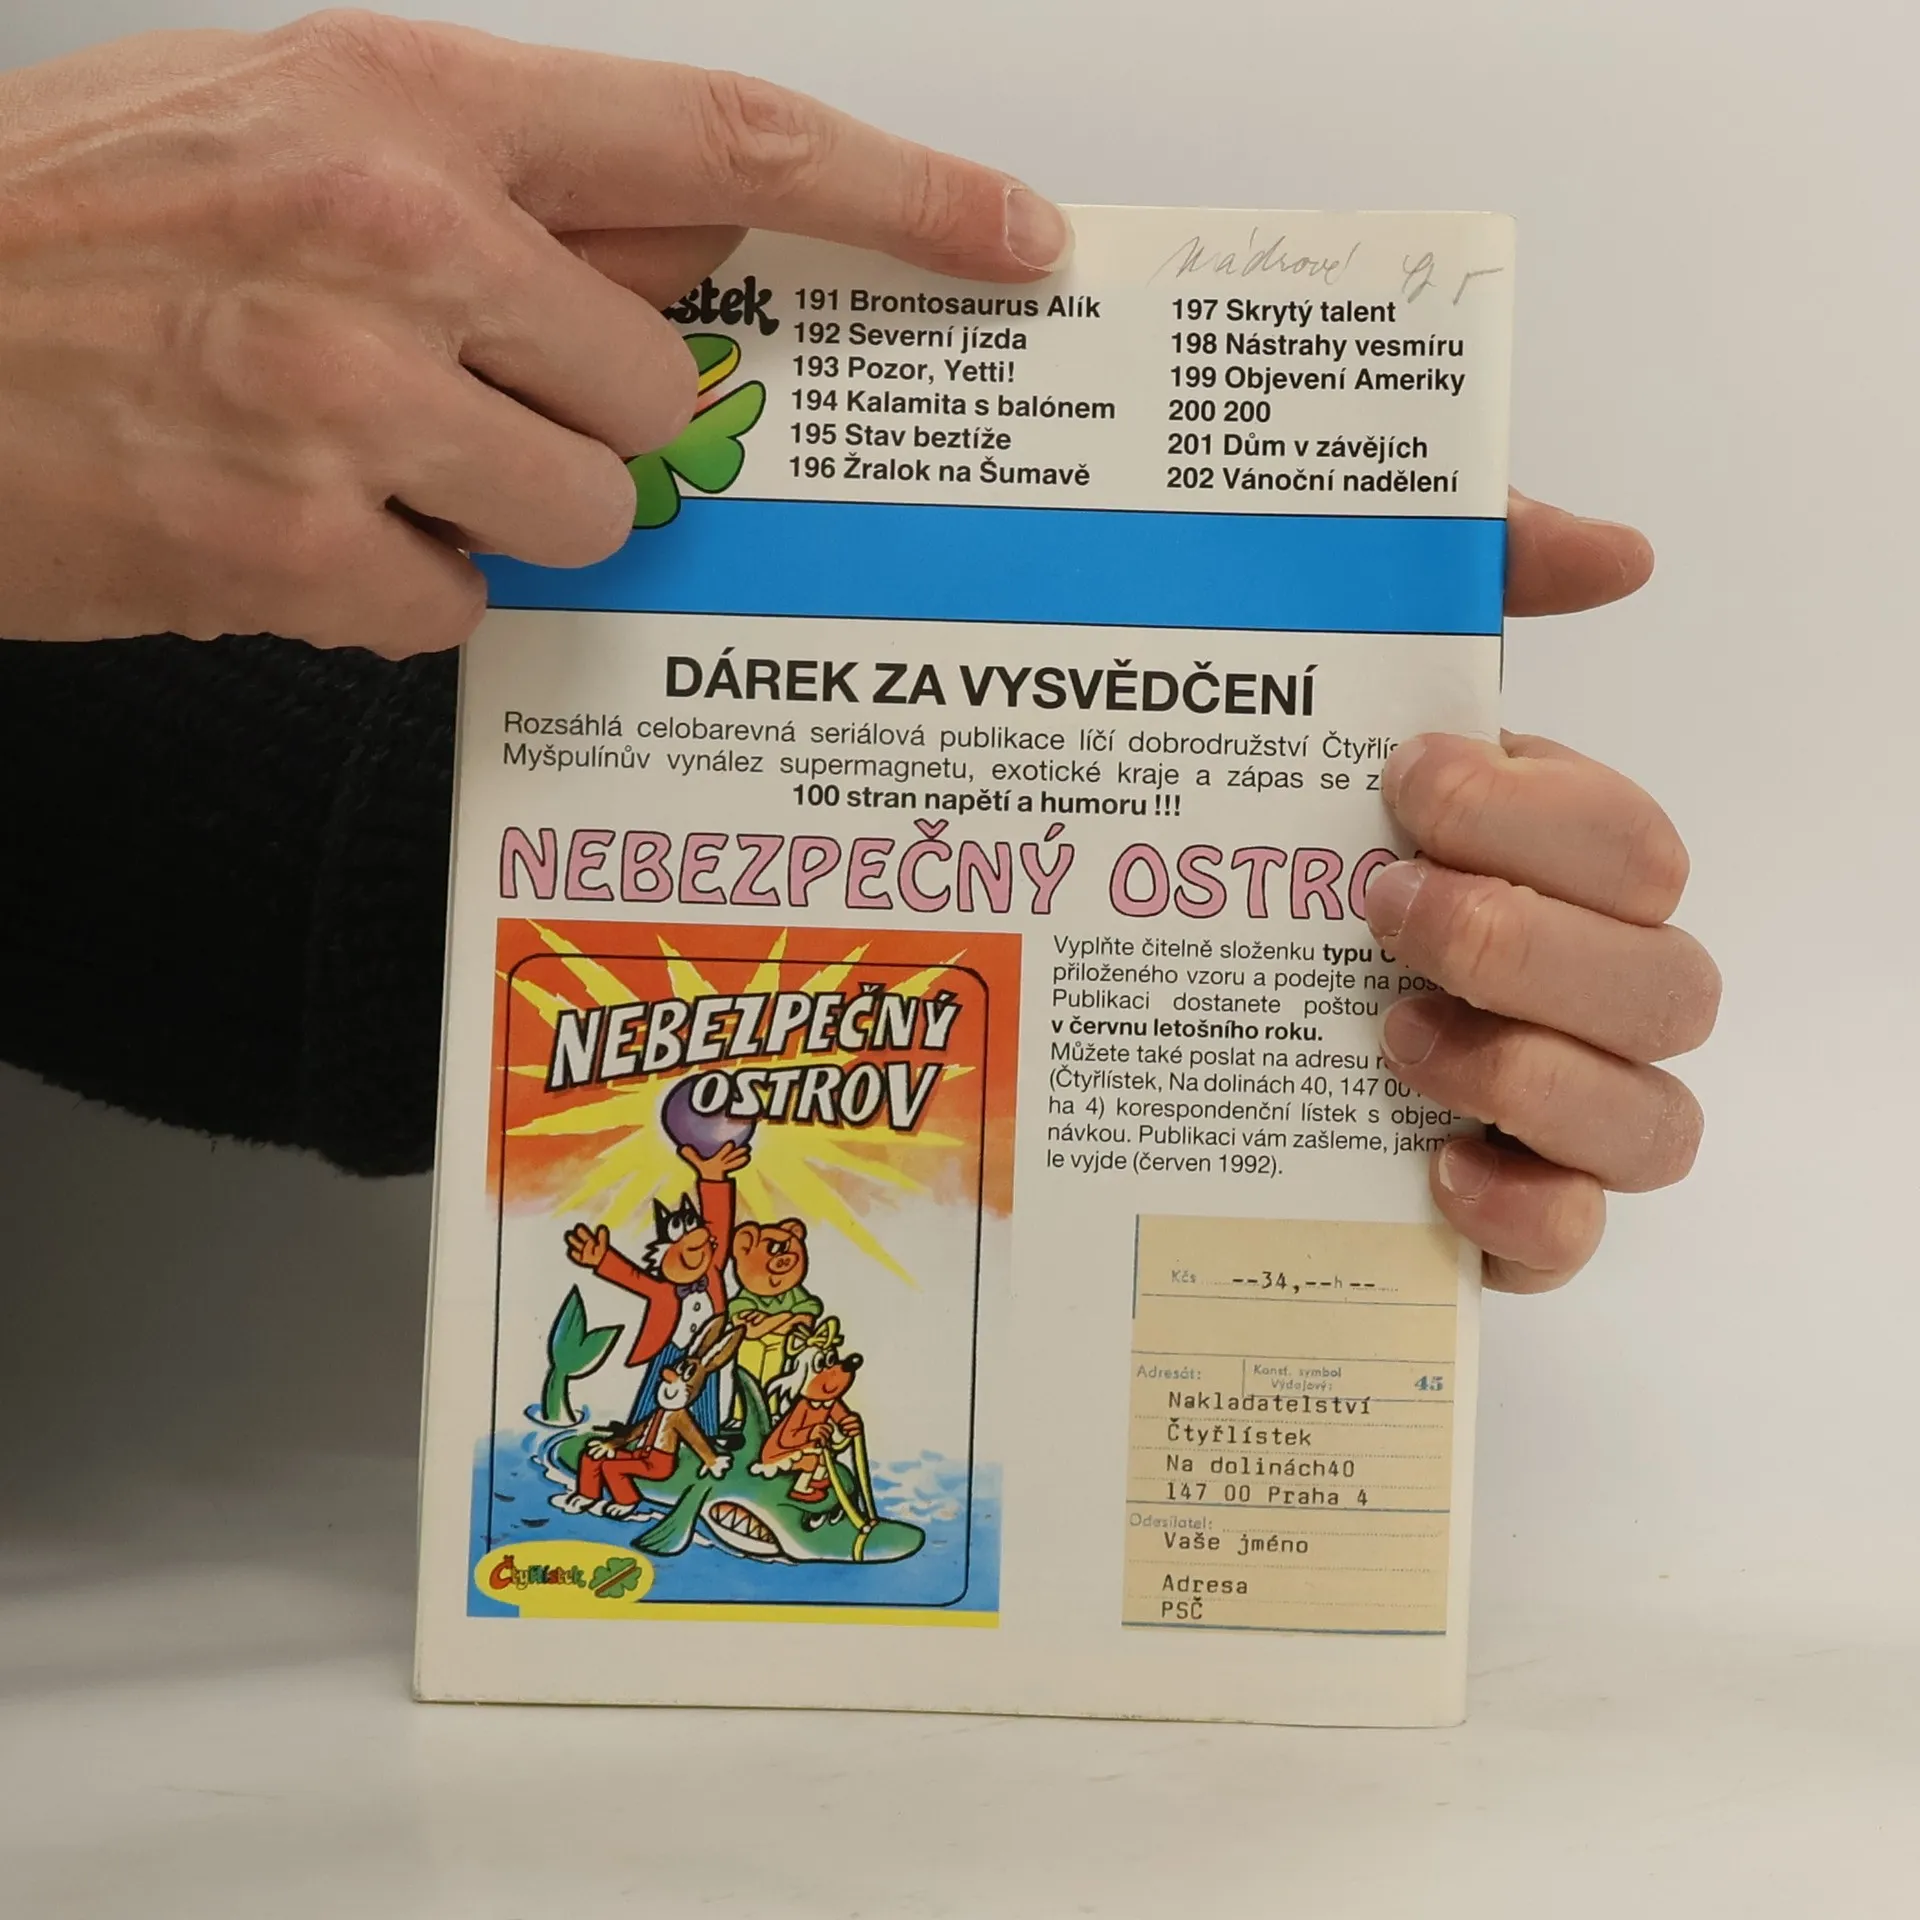 Nádrové
stek
191 Brontosaurus Alík
192 Severní jízda
193 Pozor, Yetti!
194 Kalamita s balónem
195 Stav beztíže
196 Žralok na Šumavě
197 Skrytý talent
198 Nástrahy vesmíru
199 Objevení Ameriky
200 200
201 Dům v závějích
202 Vánoční nadělení
DÁREK ZA VYSVĚDČENÍ
Rozsáhlá celobarevná seriálová publikace líčí dobrodružství Čtyřlís
Myšpulínův vynález supermagnetu, exotické kraje a zápas se z
100 stran napětí a humoru !!!
NEBEZPEČNÝ OSTRO
NEBEZPEČNÝ
OSTROV
Čtyřlístek
Vyplňte čitelně složenku typu C
přiloženého vzoru a podejte na poš
Publikaci dostanete poštou
v červnu letošního roku.
Můžete také poslat na adresu r
(Čtyřlístek, Na dolinách 40, 147 00
ha 4) korespondenční lístek s objed-
návkou. Publikaci vám zašleme, jakm
le vyjde (červen 1992).
Kčs --34,--h--
Adresát:
Konst. symbol
Výdajový:
45
Nakladatelství
Čtyřlístek
Na dolinách40
147 00 Praha 4
Odesílatel:
Vaše jméno
Adresa
PSČ